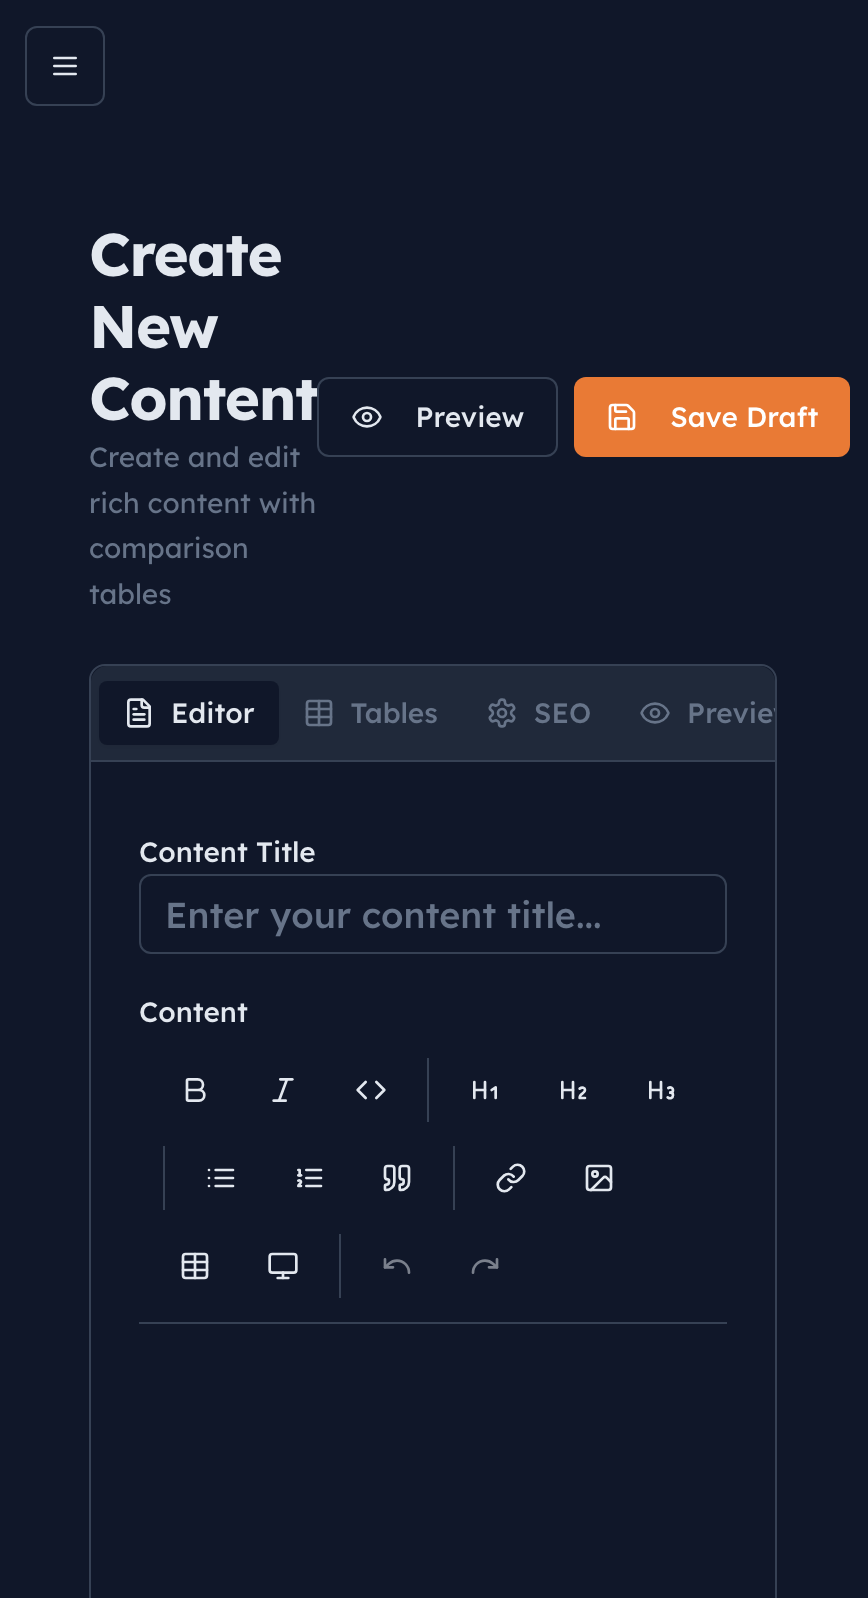 Create
New
Content
Preview
Save Draft
Create and edit
rich content with
comparison
tables
Editor
Tables
SEO
Previe
Content Title
Enter your content title...
Content
B I <> H1 H2 H3